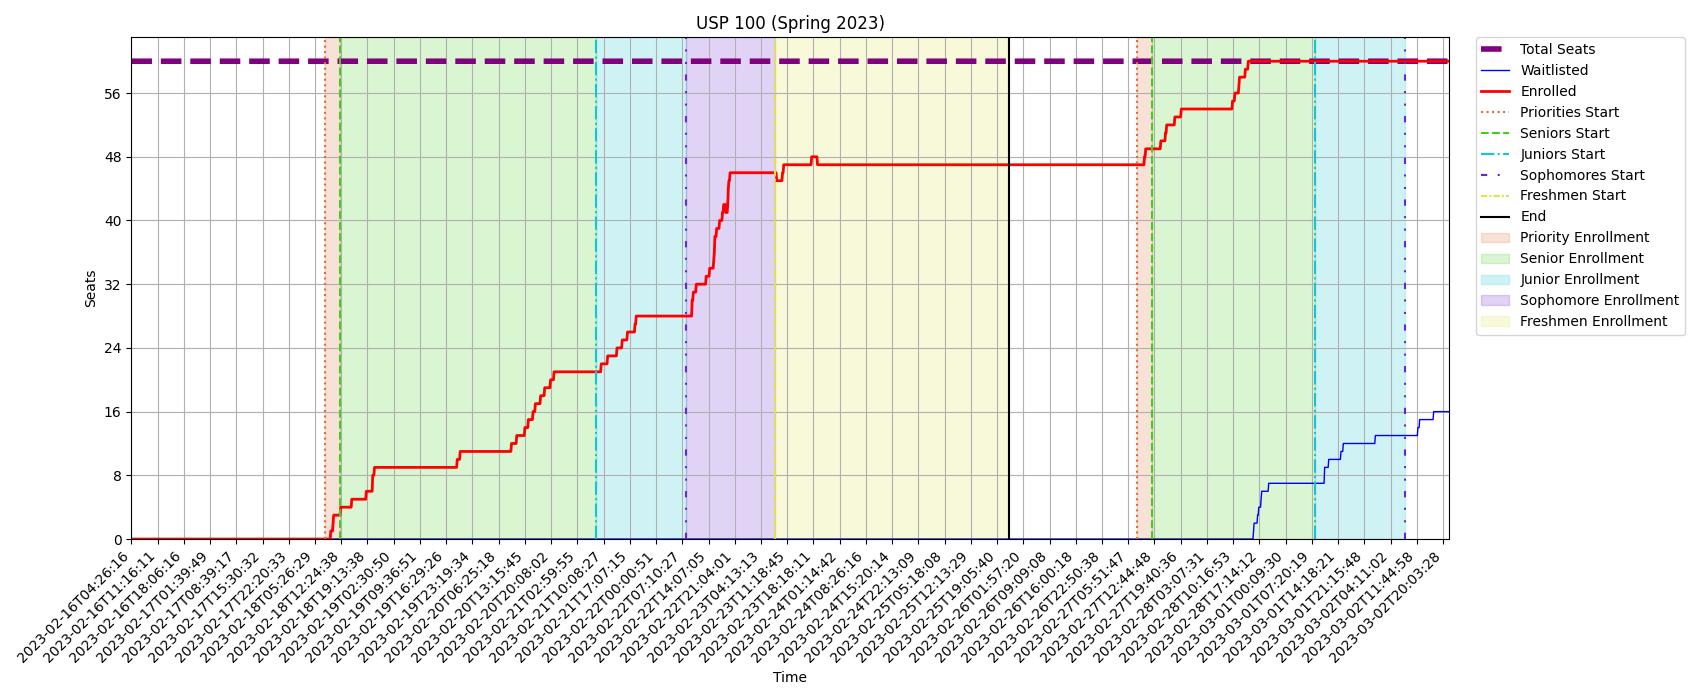 USP 100 (Spring 2023)
Seats
56
48
40
32
24
16
8
0
2023-02-16T04:26:16
2023-02-16T11:16:11
2023-02-16T18:06:16
2023-02-17T01:39:49
2023-02-17T08:39:17
2023-02-17T15:30:32
2023-02-17T22:20:33
2023-02-18T05:26:29
2023-02-18T12:24:38
2023-02-18T19:13:38
2023-02-19T02:30:50
2023-02-19T09:36:51
2023-02-19T16:29:26
2023-02-19T23:19:34
2023-02-20T06:25:18
2023-02-20T13:15:45
2023-02-20T20:08:02
2023-02-21T02:59:55
2023-02-21T10:08:27
2023-02-21T17:07:15
2023-02-22T00:00:51
2023-02-22T07:10:27
2023-02-22T14:07:05
2023-02-22T21:04:01
2023-02-23T04:13:13
2023-02-23T11:18:45
2023-02-23T18:18:11
2023-02-24T01:14:42
2023-02-24T08:26:16
2023-02-24T15:20:14
2023-02-24T22:13:09
2023-02-25T05:18:08
2023-02-25T12:13:29
2023-02-25T19:05:40
2023-02-26T01:57:20
2023-02-26T09:09:08
2023-02-26T16:00:18
2023-02-26T22:50:38
2023-02-27T05:51:47
2023-02-27T12:44:48
2023-02-27T19:40:36
2023-02-28T03:07:31
2023-02-28T10:16:53
2023-02-28T17:14:12
2023-03-01T00:09:30
2023-03-01T07:20:19
2023-03-01T14:18:21
2023-03-01T21:15:48
2023-03-02T04:11:02
2023-03-02T11:44:58
2023-03-02T20:03:28
Time
Total Seats
Waitlisted
Enrolled
Priorities Start
Seniors Start
Juniors Start
Sophomores Start
Freshmen Start
End
Priority Enrollment
Senior Enrollment
Junior Enrollment
Sophomore Enrollment
Freshmen Enrollment